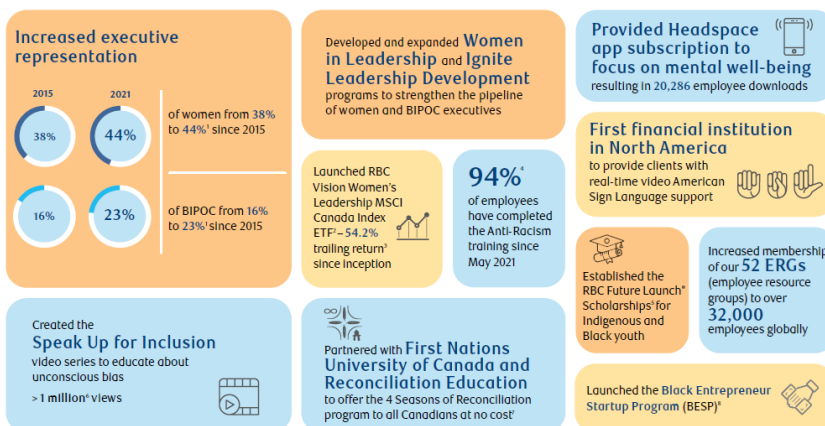 Increased executive
representation
2015
2021
38%
44%
of women from 38%
to 44%¹ since 2015
16%
23%
of BIPOC from 16%
to 23%¹ since 2015
Developed and expanded Women
in Leadership and Ignite
Leadership Development
programs to strengthen the pipeline
of women and BIPOC executives
Provided Headspace
app subscription to
focus on mental well-being
resulting in 20,286 employee downloads
Launched RBC
Vision Women's
Leadership MSCI
Canada Index
ETF²–54.2%
trailing return³
since inception
94%⁴
of employees
have completed
the Anti-Racism
training since
May 2021
First financial institution
in North America
to provide clients with
real-time video American
Sign Language support
Established the
RBC Future Launch®
Scholarships⁵ for
Indigenous and
Black youth
Increased membership
of our 52 ERGs
(employee resource
groups) to over
32,000
employees globally
Created the
Speak Up for Inclusion
video series to educate about
unconscious bias
> 1 million⁶ views
Partnered with First Nations
University of Canada and
Reconciliation Education
to offer the 4 Seasons of Reconciliation
program to all Canadians at no cost⁷
Launched the Black Entrepreneur
Startup Program (BESP)⁸